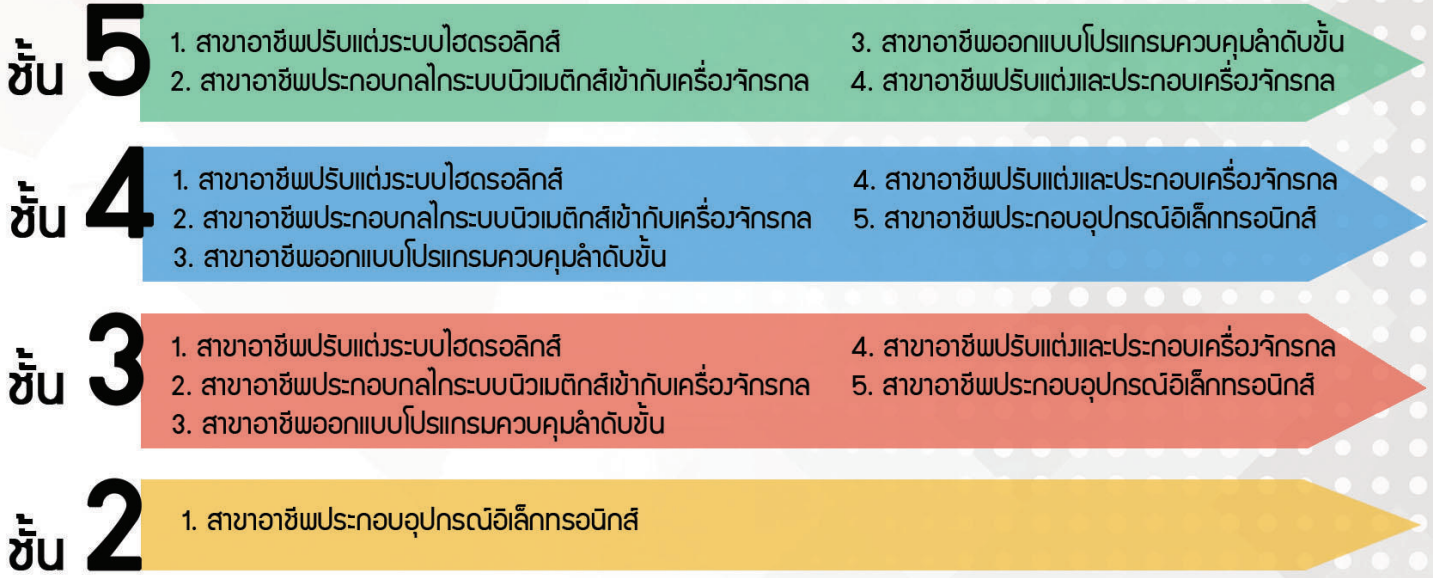 ชั้น 5
1. สาขาอาชีพปรับแต่งระบบไฮดรอลิกส์
2. สาขาอาชีพประกอบกลไกระบบนิวเมติกส์เข้ากับเครื่องจักรกล
3. สาขาอาชีพออกแบบโปรแกรมควบคุมลำดับขั้น
4. สาขาอาชีพปรับแต่งและประกอบเครื่องจักรกล
ชั้น 4
1. สาขาอาชีพปรับแต่งระบบไฮดรอลิกส์
2. สาขาอาชีพประกอบกลไกระบบนิวเมติกส์เข้ากับเครื่องจักรกล
3. สาขาอาชีพออกแบบโปรแกรมควบคุมลำดับขั้น
4. สาขาอาชีพปรับแต่งและประกอบเครื่องจักรกล
5. สาขาอาชีพประกอบอุปกรณ์อิเล็กทรอนิกส์
ชั้น 3
1. สาขาอาชีพปรับแต่งระบบไฮดรอลิกส์
2. สาขาอาชีพประกอบกลไกระบบนิวเมติกส์เข้ากับเครื่องจักรกล
3. สาขาอาชีพออกแบบโปรแกรมควบคุมลำดับขั้น
4. สาขาอาชีพปรับแต่งและประกอบเครื่องจักรกล
5. สาขาอาชีพประกอบอุปกรณ์อิเล็กทรอนิกส์
ชั้น 2
1. สาขาอาชีพประกอบอุปกรณ์อิเล็กทรอนิกส์